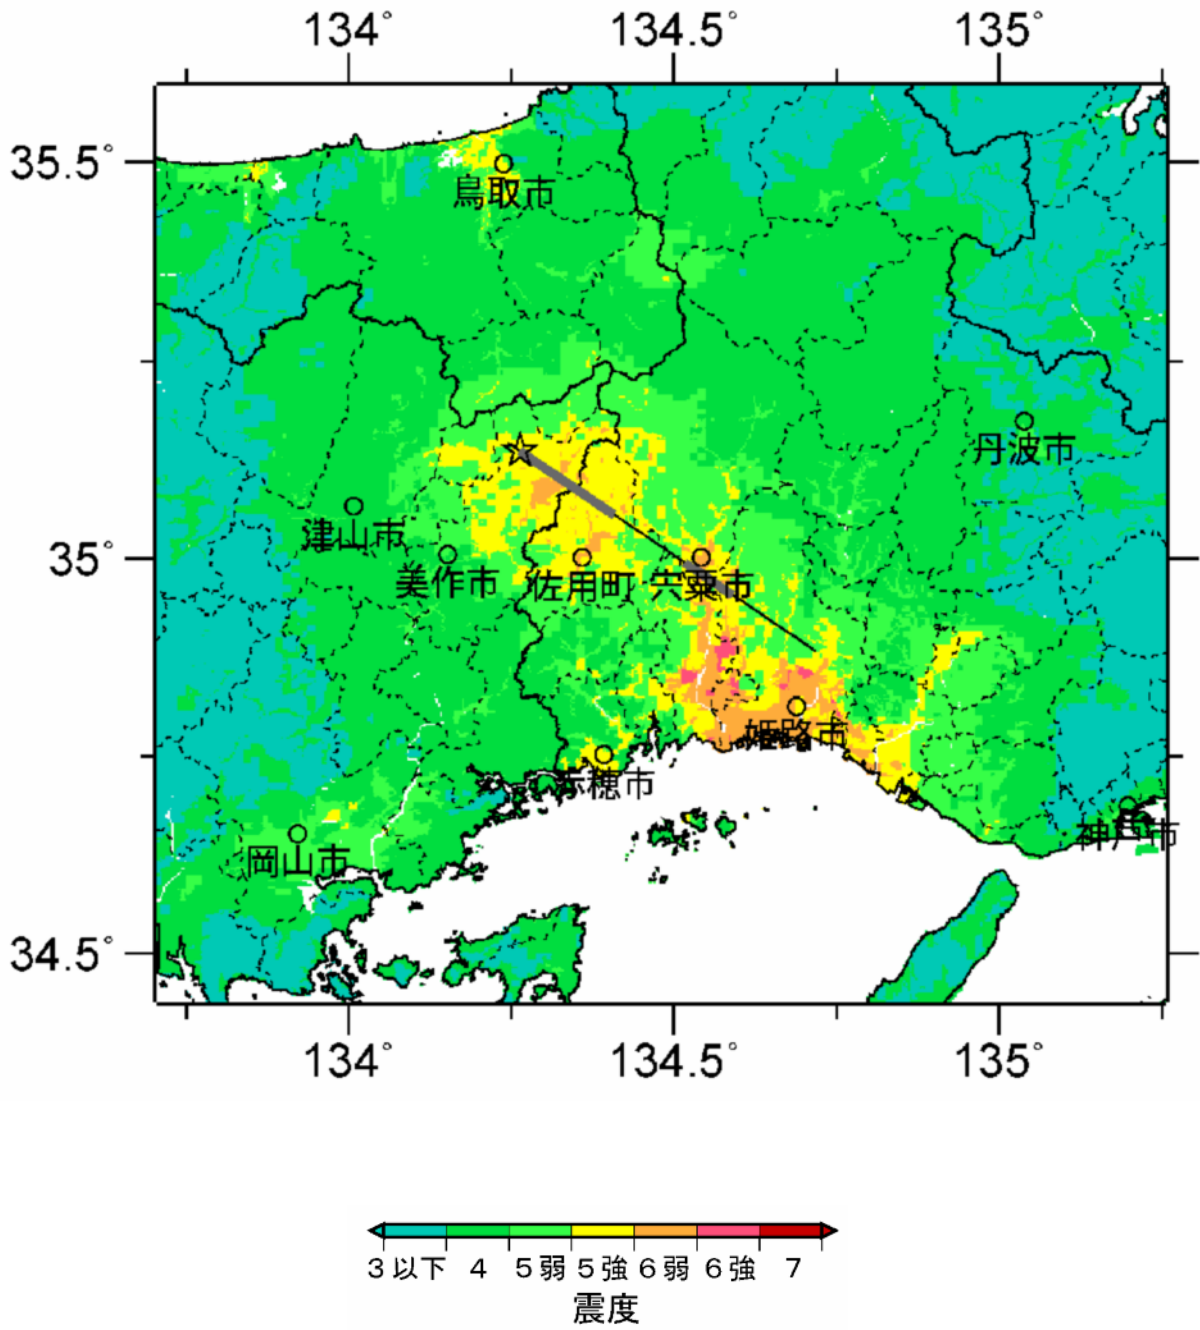 134° 134.5° 135°
35.5°
鳥取市
丹波市
津山市
35°
美作市 佐用町 宍粟市
姫路市
赤穂市
神戸市
岡山市
34.5°
134° 134.5° 135°
3以下 4 5弱 5強 6弱 6強 7
震度